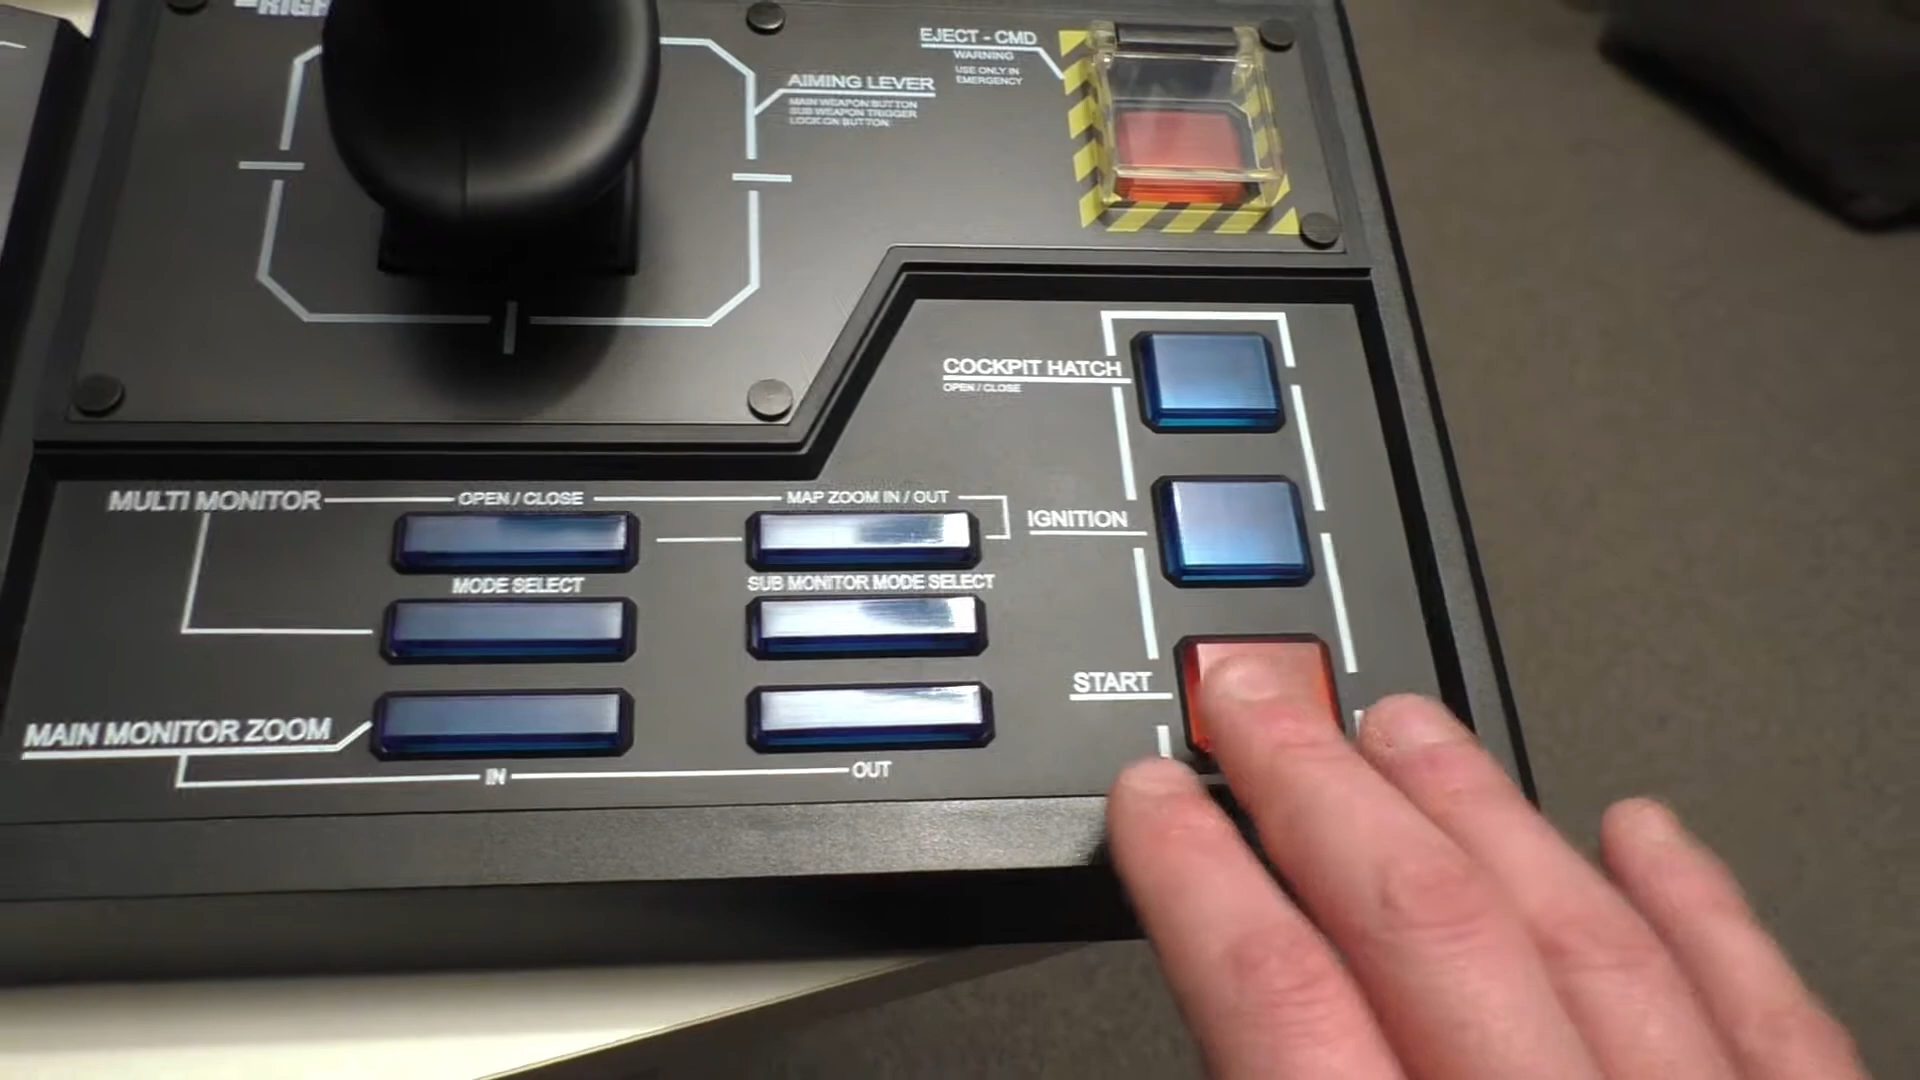 EJECT - CMD
WARNING
USE ONLY IN
EMERGENCY
AIMING LEVER
MAIN WEAPON BUTTON
SUB WEAPON TRIGGER
LOCK ON BUTTON
COCKPIT HATCH
OPEN / CLOSE
MULTI MONITOR
OPEN / CLOSE
MAP ZOOM IN / OUT
IGNITION
MODE SELECT
SUB MONITOR MODE SELECT
START
MAIN MONITOR ZOOM
IN
OUT